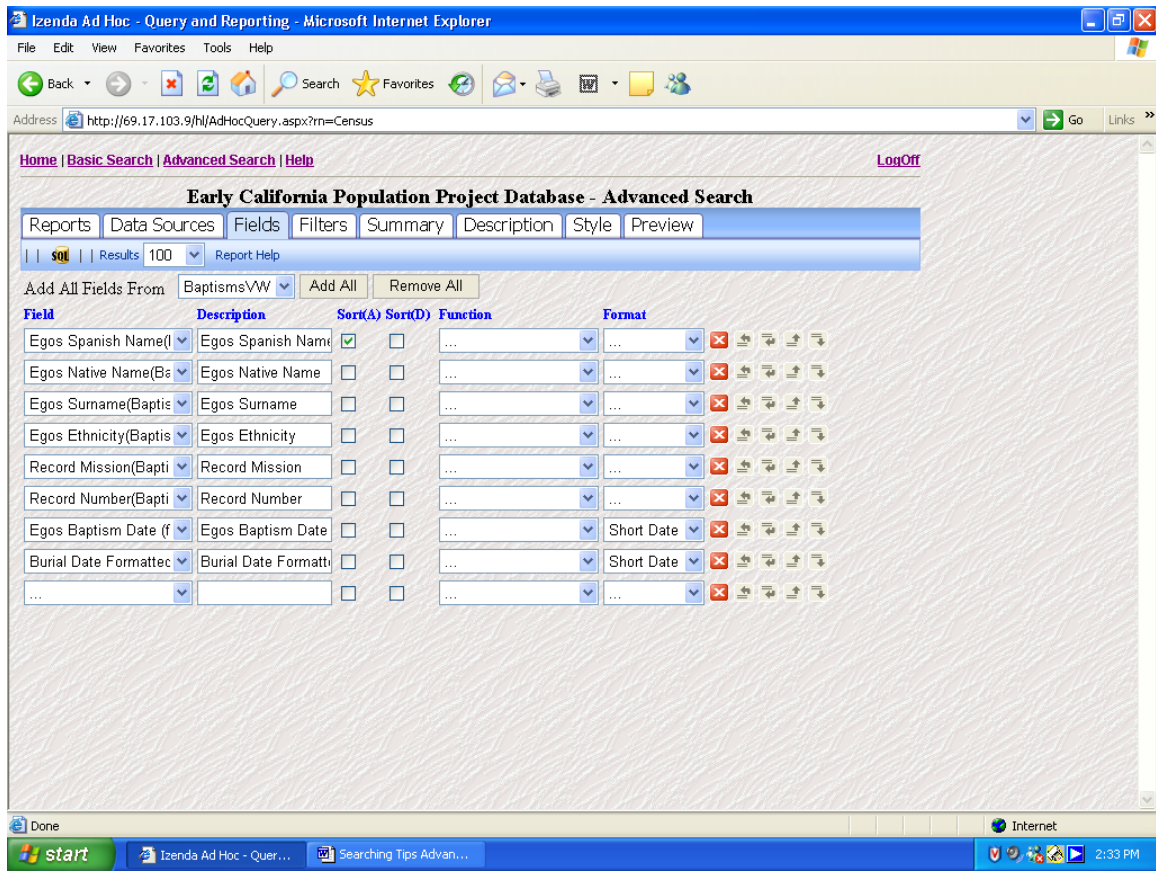 Izenda Ad Hoc - Query and Reporting - Microsoft Internet Explorer
File Edit View Favorites Tools Help
Back Search Favorites
Address http://69.17.103.9/hl/AdHocQuery.aspx?rn=Census Go Links »
Home | Basic Search | Advanced Search | Help LogOff
Early California Population Project Database - Advanced Search
Reports Data Sources Fields Filters Summary Description Style Preview
| | SQL | | Results 100 Report Help
Add All Fields From BaptismsVW Add All Remove All
Field Description Sort(A) Sort(D) Function Format
Egos Spanish Name( Egos Spanish Name ... ...
Egos Native Name(Ba Egos Native Name ... ...
Egos Surname(Baptis Egos Surname ... ...
Egos Ethnicity(Baptis Egos Ethnicity ... ...
Record Mission(Bapti Record Mission ... ...
Record Number(Bapti Record Number ... ...
Egos Baptism Date (f Egos Baptism Date ... Short Date
Burial Date Formatted Burial Date Formatt ... Short Date
... ... ...
Done Internet
start Izenda Ad Hoc - Quer... Searching Tips Advan... 2:33 PM